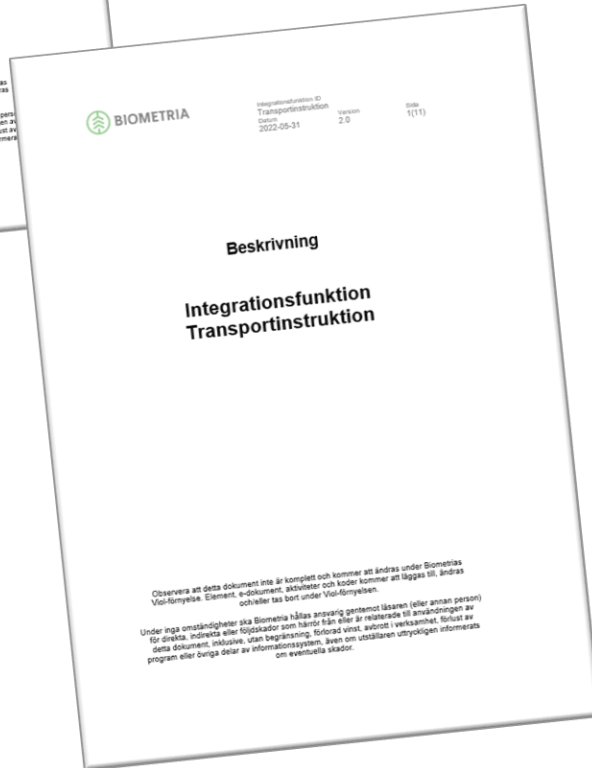 as
ras
BIOMETRIA
Integrationsfunktion ID
Transportinstruktion
Datum
2022-05-31
Version
2.0
Sida
1(11)
Beskrivning
Integrationsfunktion
Transportinstruktion
Observera att detta dokument inte är komplett och kommer att ändras under Biometrias
Viol-förnyelse. Element, e-dokument, aktiviteter och koder kommer att läggas till, ändras
och/eller tas bort under Viol-förnyelsen.
Under inga omständigheter ska Biometria hållas ansvarig gentemot läsaren (eller annan person)
för direkta, indirekta eller följdskador som härrör från eller är relaterade till användningen av
detta dokument, inklusive, utan begränsning, förlorad vinst, avbrott i verksamhet, förlust av
program eller övriga delar av informationssystem, även om utställaren uttryckligen informerats
om eventuella skador.